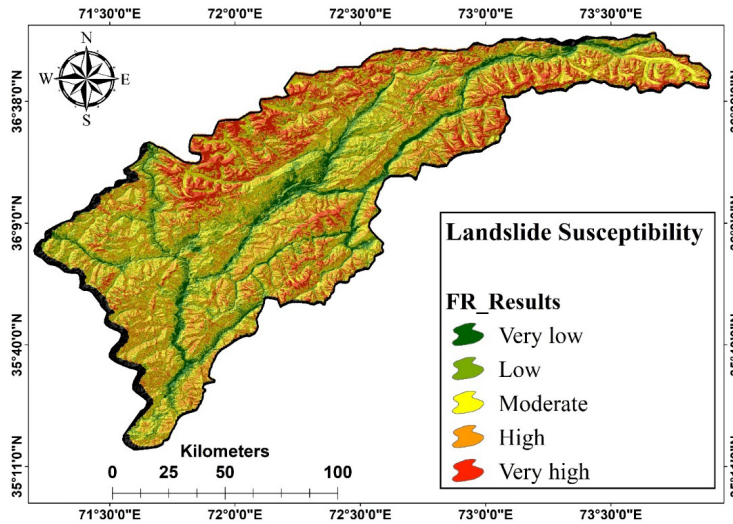 71°30'0"E 72°0'0"E 72°30'0"E 73°0'0"E 73°30'0"E
N
W E
S
36°38'0"N
36°9'0"N
35°40'0"N
35°11'0"N
Landslide Susceptibility
FR_Results
Very low
Low
Moderate
High
Very high
Kilometers
0 25 50 100
71°30'0"E 72°0'0"E 72°30'0"E 73°0'0"E 73°30'0"E